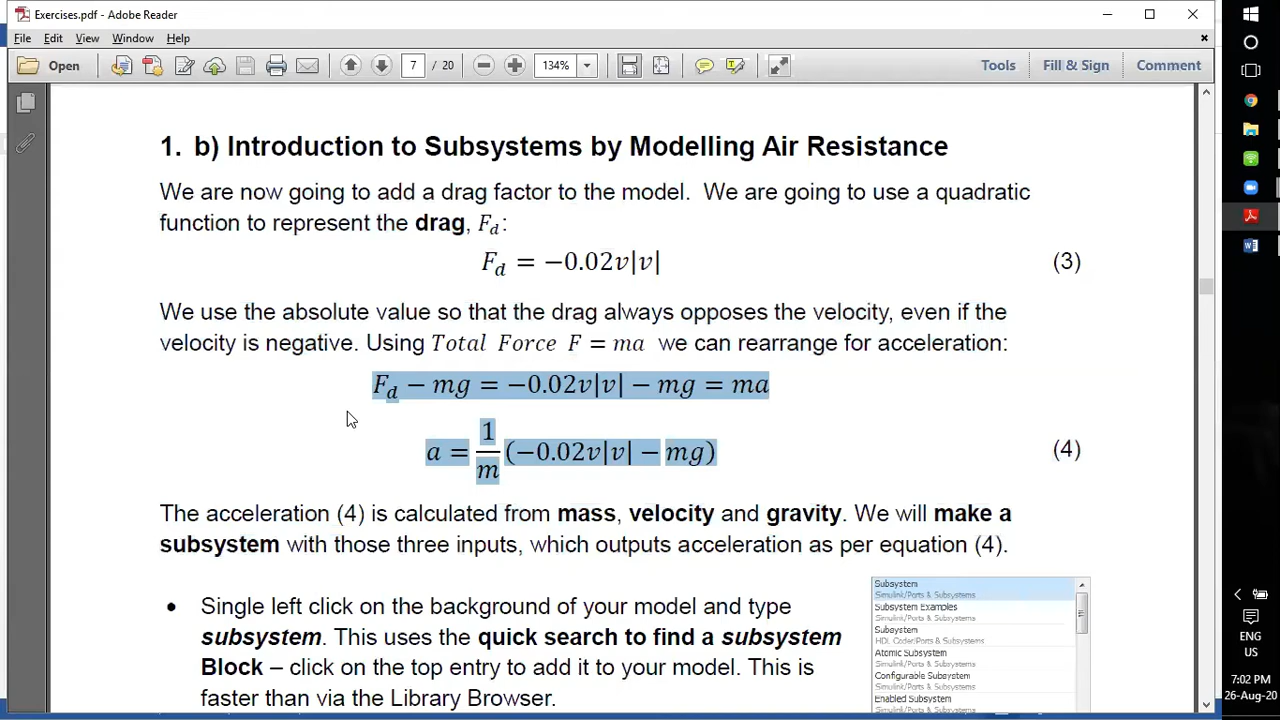 Exercises.pdf - Adobe Reader
File Edit View Window Help
Open 7 / 20 134% Tools Fill & Sign Comment
1. b) Introduction to Subsystems by Modelling Air Resistance
We are now going to add a drag factor to the model. We are going to use a quadratic
function to represent the drag, F_d:
F_d = −0.02v|v| (3)
We use the absolute value so that the drag always opposes the velocity, even if the
velocity is negative. Using Total Force F = ma we can rearrange for acceleration:
F_d − mg = −0.02v|v| − mg = ma
a = 1/m (−0.02v|v| − mg) (4)
The acceleration (4) is calculated from mass, velocity and gravity. We will make a
subsystem with those three inputs, which outputs acceleration as per equation (4).
• Single left click on the background of your model and type
subsystem. This uses the quick search to find a subsystem
Block – click on the top entry to add it to your model. This is
faster than via the Library Browser.
Subsystem
Simulink/Ports & Subsystems
Subsystem Examples
Simulink/Ports & Subsystems
Subsystem
HDL Coder/Ports & Subsystems
Atomic Subsystem
Simulink/Ports & Subsystems
Configurable Subsystem
Simulink/Ports & Subsystems
Enabled Subsystem
Simulink/Ports & Subsystems
ENG
US
7:02 PM
26-Aug-20